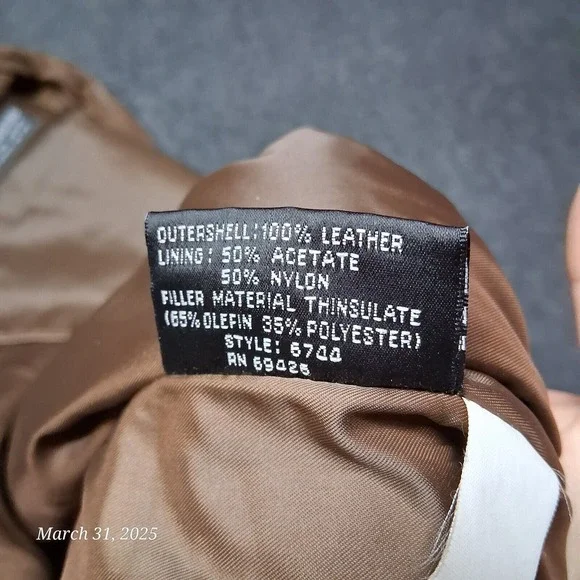 OUTERSHELL:100% LEATHER
LINING: 50% ACETATE
50% NYLON
FILLER MATERIAL THINSULATE
(65% OLEFIN 35% POLYESTER)
STYLE: 6744
RN 69426
March 31, 2025